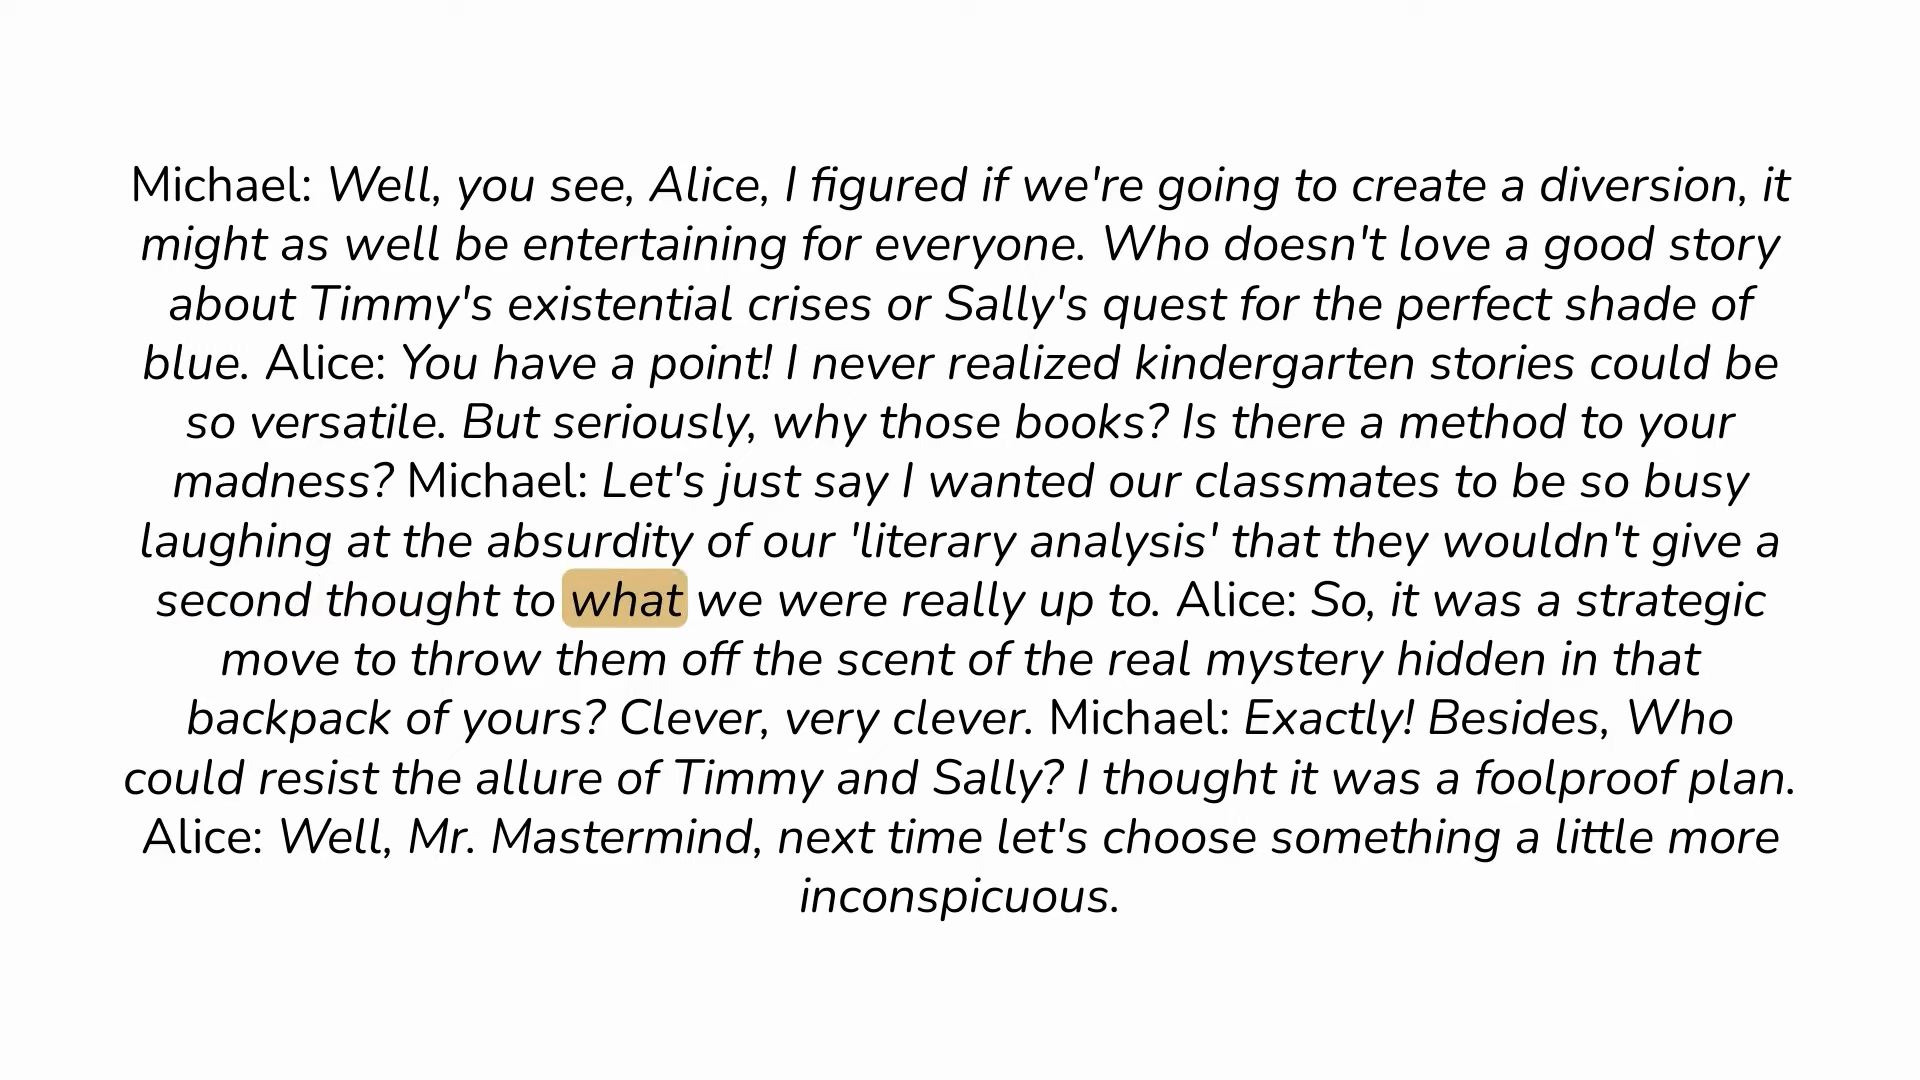 Michael: Well, you see, Alice, I figured if we're going to create a diversion, it
might as well be entertaining for everyone. Who doesn't love a good story
about Timmy's existential crises or Sally's quest for the perfect shade of
blue. Alice: You have a point! I never realized kindergarten stories could be
so versatile. But seriously, why those books? Is there a method to your
madness? Michael: Let's just say I wanted our classmates to be so busy
laughing at the absurdity of our 'literary analysis' that they wouldn't give a
second thought to what we were really up to. Alice: So, it was a strategic
move to throw them off the scent of the real mystery hidden in that
backpack of yours? Clever, very clever. Michael: Exactly! Besides, Who
could resist the allure of Timmy and Sally? I thought it was a foolproof plan.
Alice: Well, Mr. Mastermind, next time let's choose something a little more
inconspicuous.